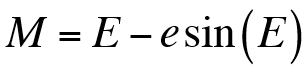 M = E − e sin(E)